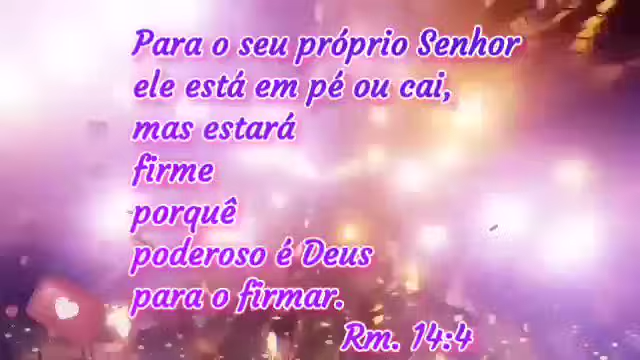 Para o seu próprio Senhor
ele está em pé ou cai,
mas estará
firme
porquê
poderoso é Deus
para o firmar.
Rm. 14:4